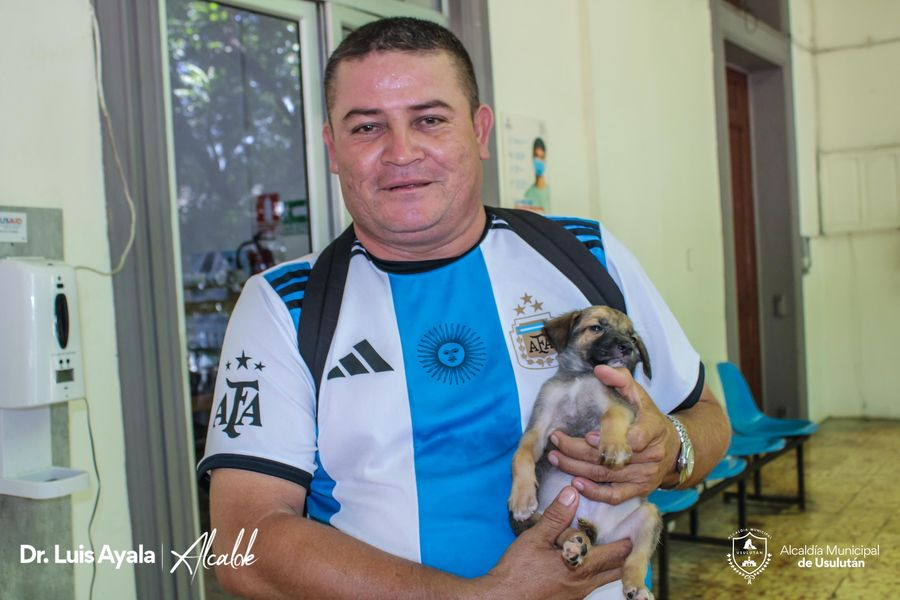 USAID
AFA
AFA
Dr. Luis Ayala | Alcalde
Alcaldía Municipal
de Usulután